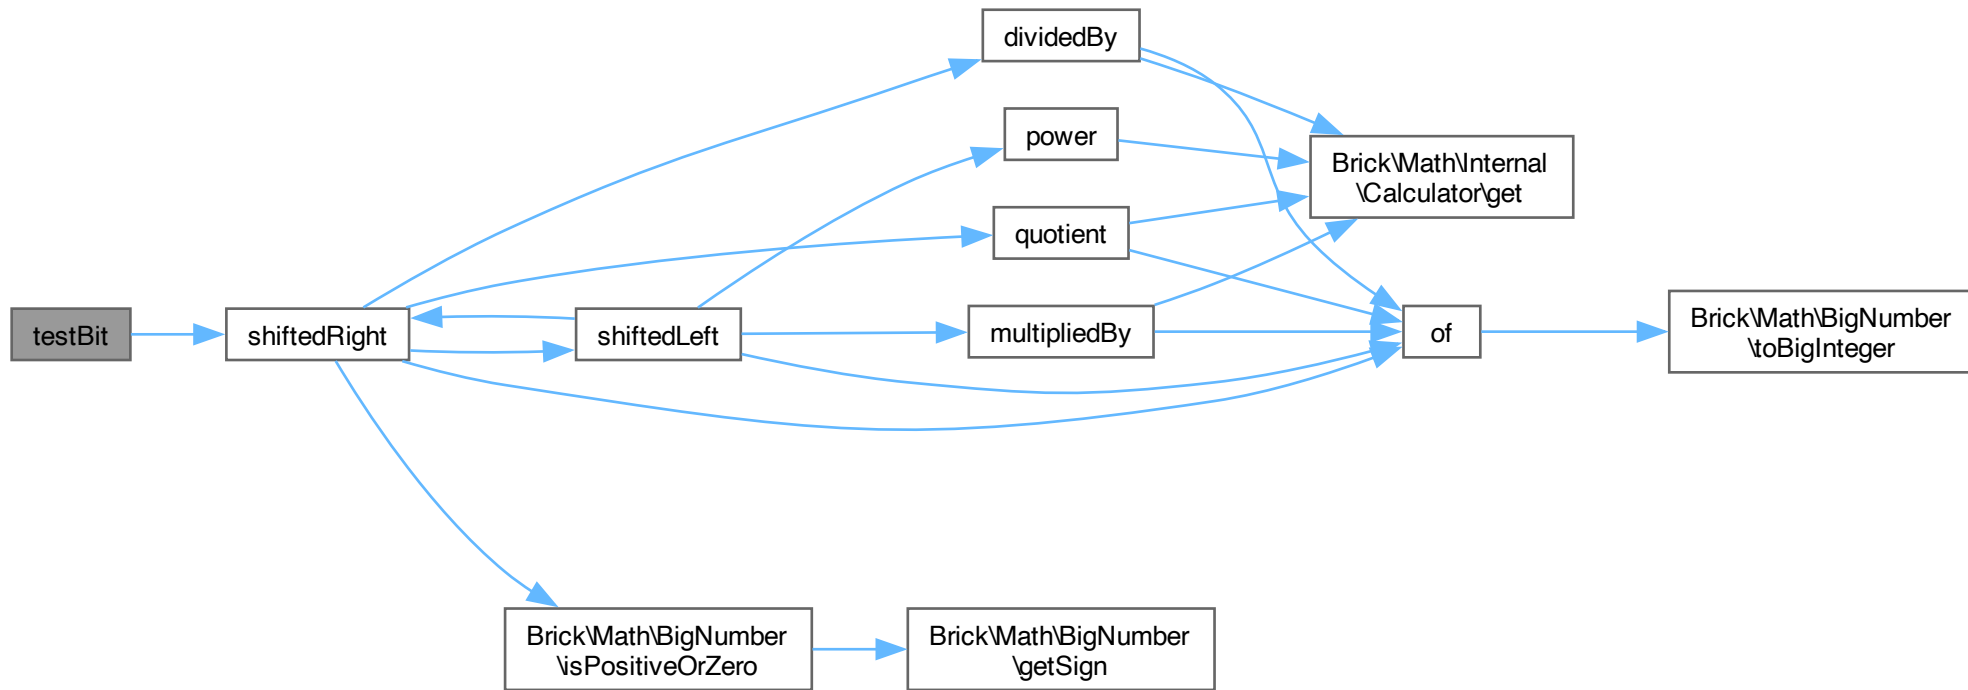 dividedBy
power
Brick\Math\Internal
\Calculator\get
quotient
testBit
shiftedRight
shiftedLeft
multipliedBy
of
Brick\Math\BigNumber
\toBigInteger
Brick\Math\BigNumber
\isPositiveOrZero
Brick\Math\BigNumber
\getSign